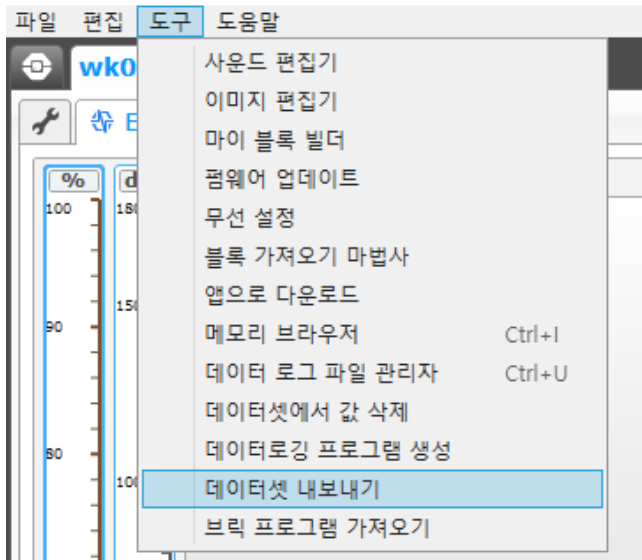 파일 편집 도구 도움말
wk0
E
사운드 편집기
이미지 편집기
마이 블록 빌더
펌웨어 업데이트
무선 설정
블록 가져오기 마법사
앱으로 다운로드
메모리 브라우저 Ctrl+I
데이터 로그 파일 관리자 Ctrl+U
데이터셋에서 값 삭제
데이터로깅 프로그램 생성
데이터셋 내보내기
브릭 프로그램 가져오기
% d
100 180
150
90
80
100